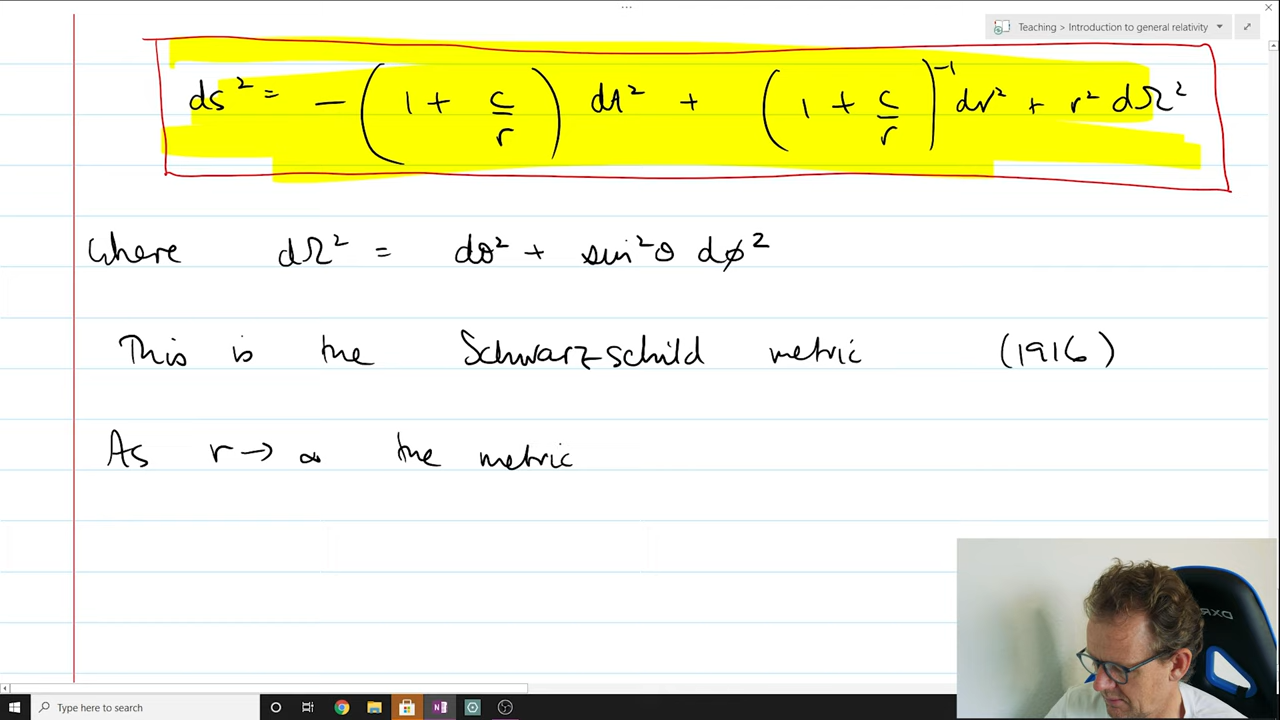 Teaching > Introduction to general relativity
ds² = - (1 + c/r) dt² + (1 + c/r)⁻¹ dr² + r² dΩ²
where dΩ² = dθ² + sin²θ dϕ²
This is the Schwarzschild metric (1916)
As r → ∞ the metric
DXR
Type here to search